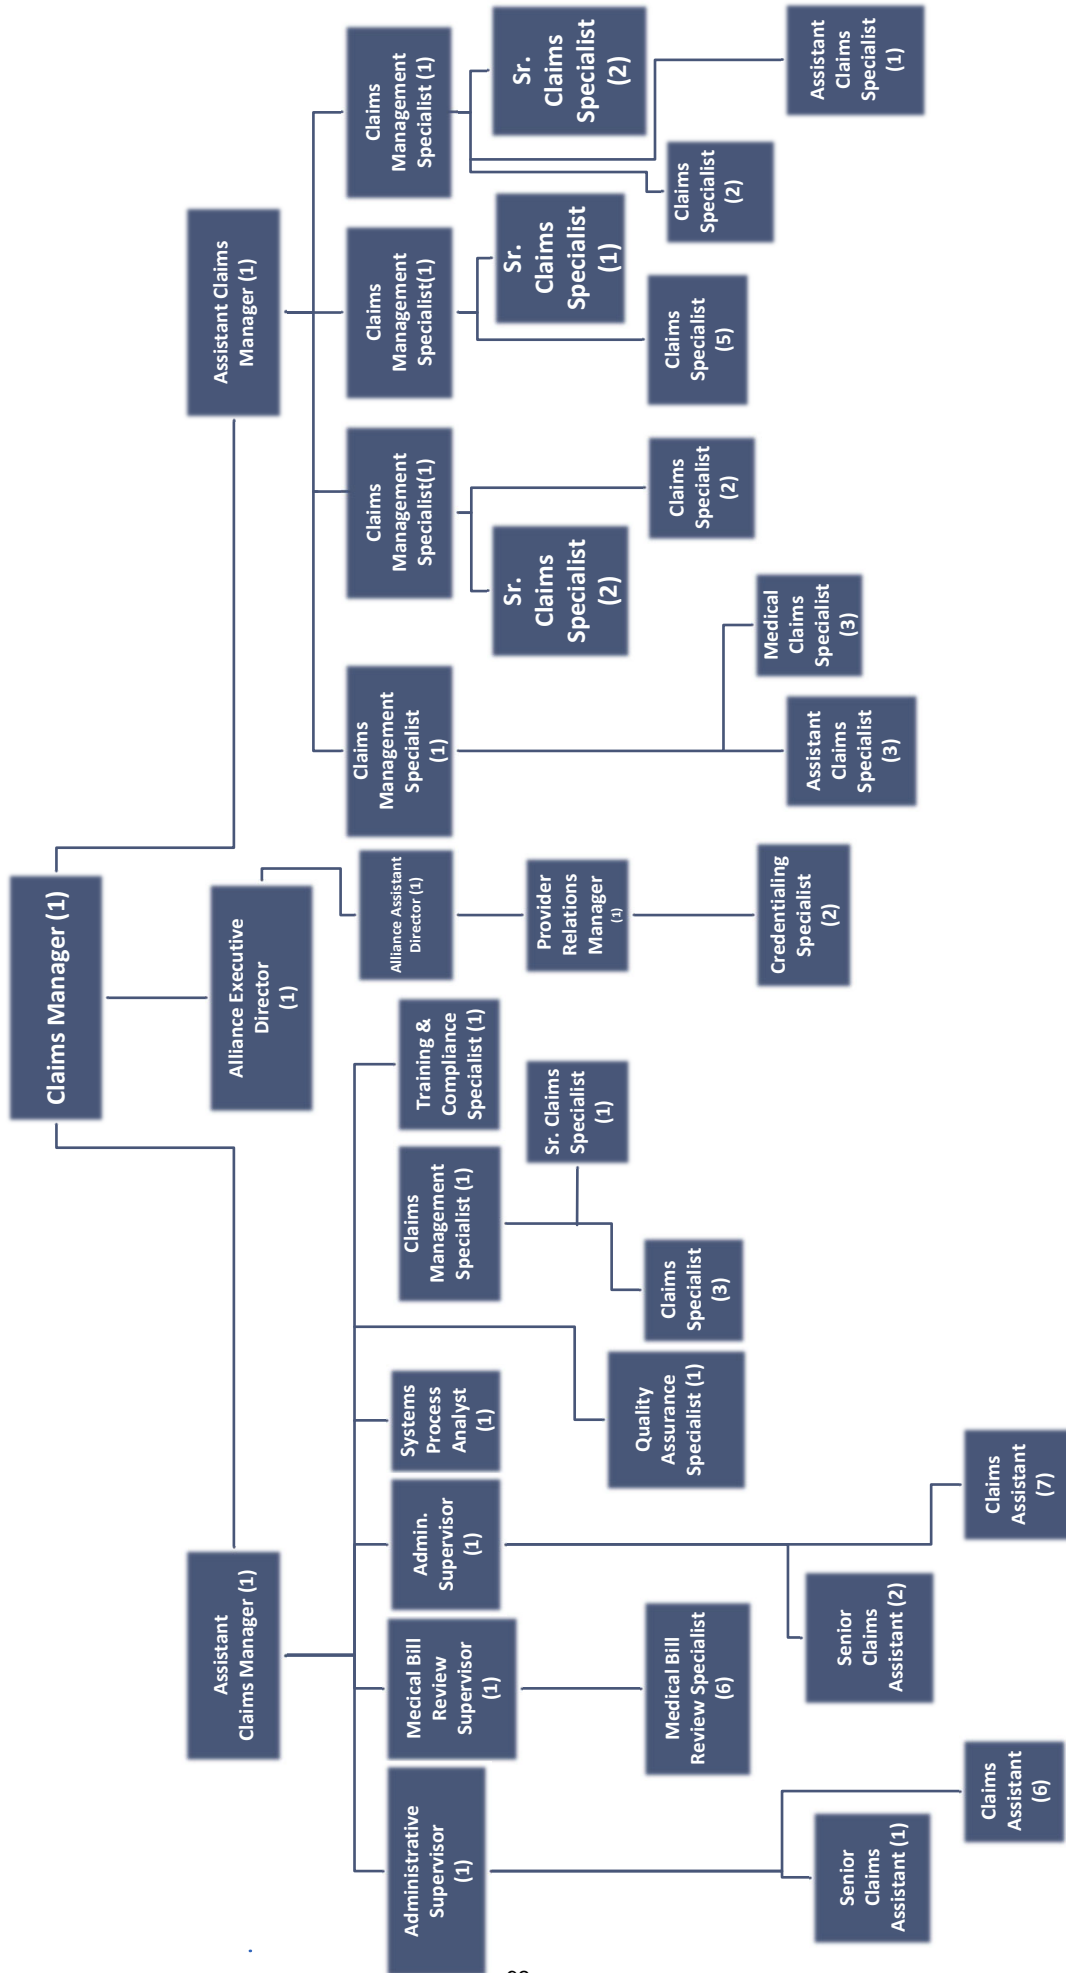 Claims Manager (1)
Assistant
Claims Manager (1)
Alliance Executive
Director
(1)
Assistant Claims
Manager (1)
Administrative
Supervisor
(1)
Mecical Bill
Review
Supervisor
(1)
Admin.
Supervisor
(1)
Systems
Process
Analyst
(1)
Claims
Management
Specialist (1)
Training &
Compliance
Specialist (1)
Alliance Assistant
Director (1)
Claims
Management
Specialist
(1)
Claims
Management
Specialist(1)
Claims
Management
Specialist(1)
Claims
Management
Specialist (1)
Sr. Claims
Specialist
(1)
Provider
Relations
Manager
(1)
Sr.
Claims
Specialist
(2)
Sr.
Claims
Specialist
(1)
Sr.
Claims
Specialist
(2)
Medical Bill
Review Specialist
(6)
Quality
Assurance
Specialist (1)
Claims
Specialist
(3)
Claims
Specialist
(2)
Claims
Specialist
(5)
Claims
Specialist
(2)
Senior
Claims
Assistant (1)
Senior
Claims
Assistant (2)
Credentialing
Specialist
(2)
Assistant
Claims
Specialist
(3)
Medical
Claims
Specialist
(3)
Assistant
Claims
Specialist
(1)
Claims
Assistant
(6)
Claims
Assistant
(7)